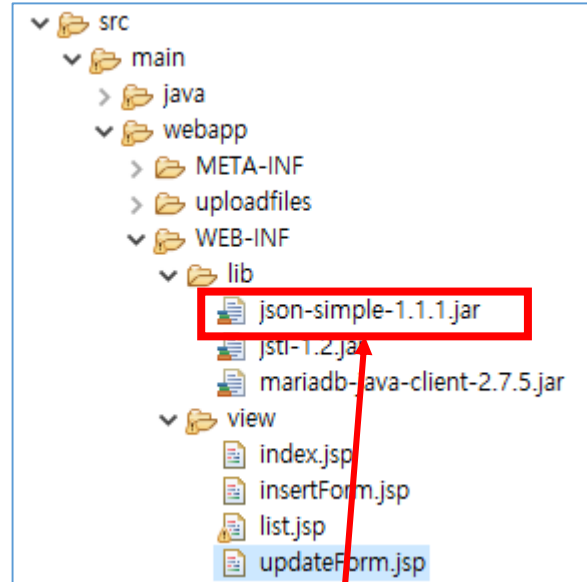 src
main
java
webapp
META-INF
uploadfiles
WEB-INF
lib
json-simple-1.1.1.jar
jstl-1.2.jar
mariadb-java-client-2.7.5.jar
view
index.jsp
insertForm.jsp
list.jsp
updateForm.jsp